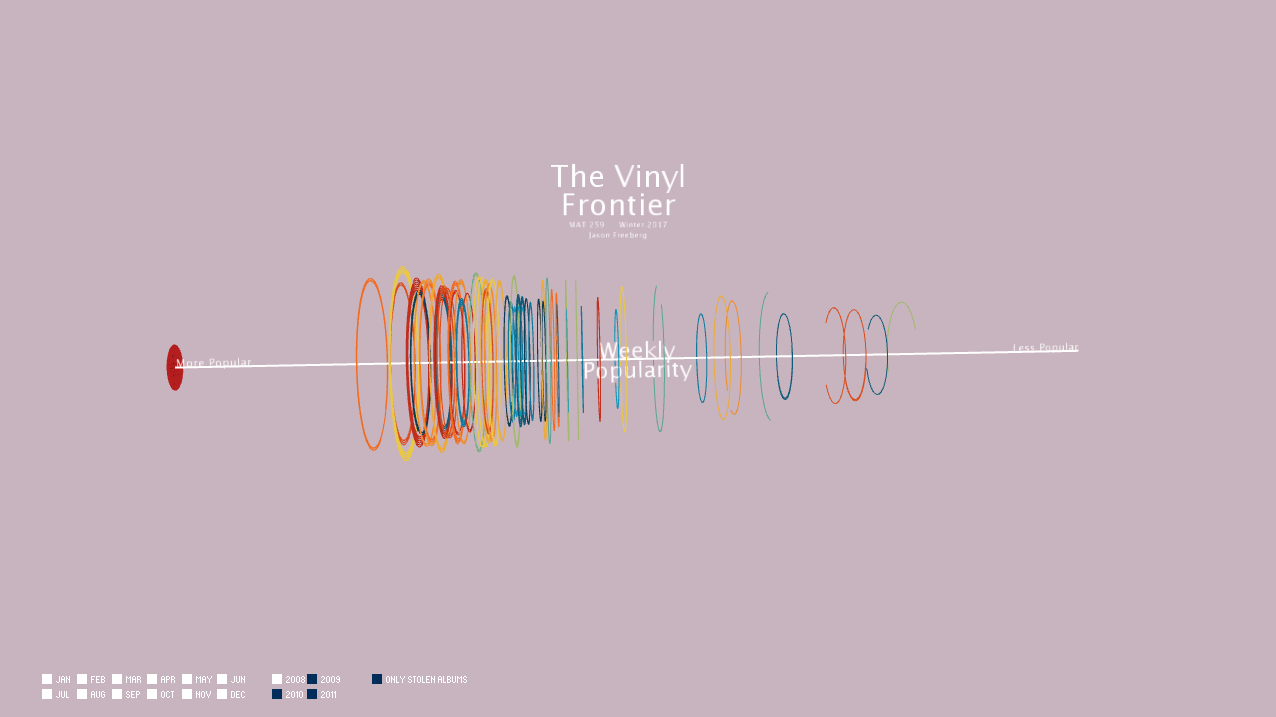 The Vinyl
Frontier
MAT 259 Winter 2017
Jason Freeberg
Weekly
Popularity
More Popular
Less Popular
JAN FEB MAR APR MAY JUN 2008 2009 ONLY STOLEN ALBUMS
JUL AUG SEP OCT NOV DEC 2010 2011